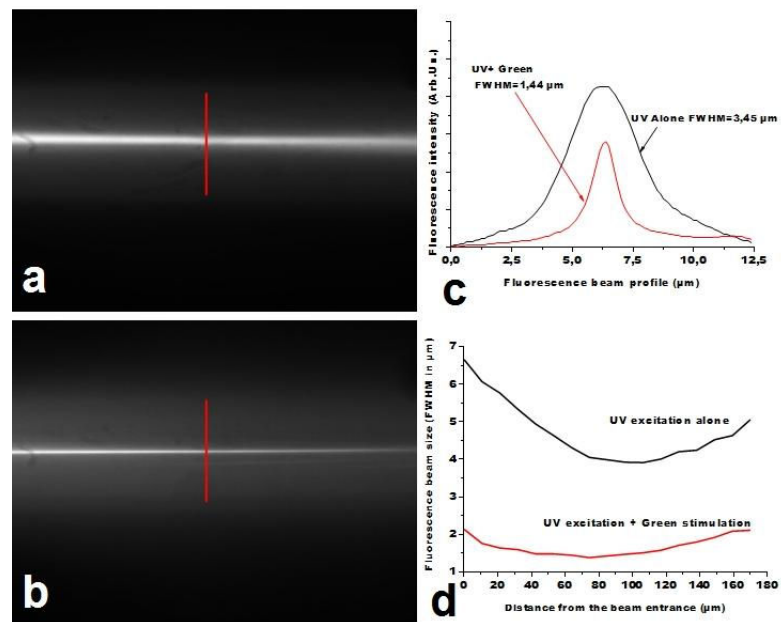 a
b
Fluorescence intensity (Arb.Us.)
UV+ Green
FWHM=1,44 µm
UV Alone FWHM=3,45 µm
0,0 2,5 5,0 7,5 10,0 12,5
c
Fluorescence beam profile (µm)
Fluorescence beam size (FWHM in µm)
7
6
5
4
3
2
1
UV excitation alone
UV excitation + Green stimulation
0 20 40 60 80 100 120 140 160 180
d
Distance from the beam entrance (µm)